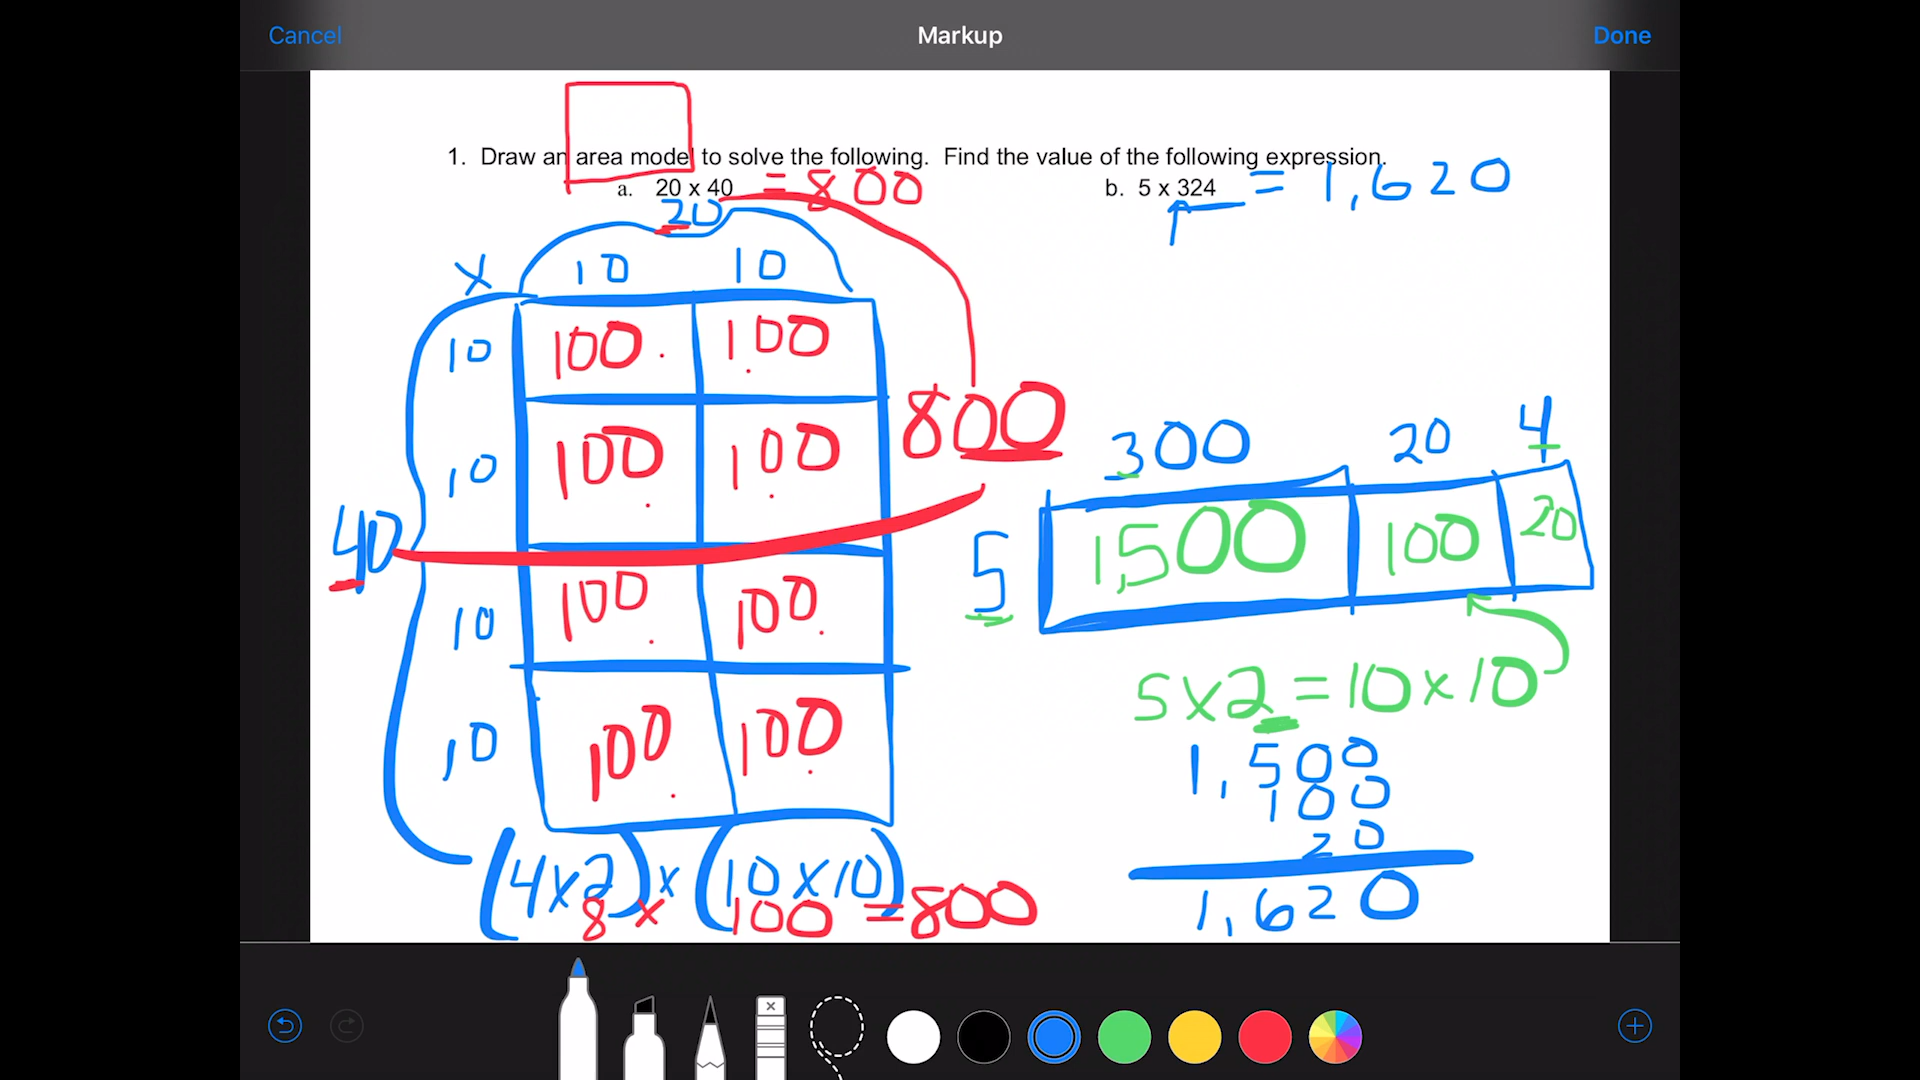 Cancel
Markup
Done
1. Draw an area model to solve the following. Find the value of the following expression.
a. 20 x 40 = 800
b. 5 x 324 = 1,620
20
x 10 10
10 100 100
10 100 100
800
40
10 100 100
10 100 100
(4x2) x (10x10)
8 x 100 = 800
300 20 4
5 1,500 100 20
5x2=10x10
1,500
100
20
1,620